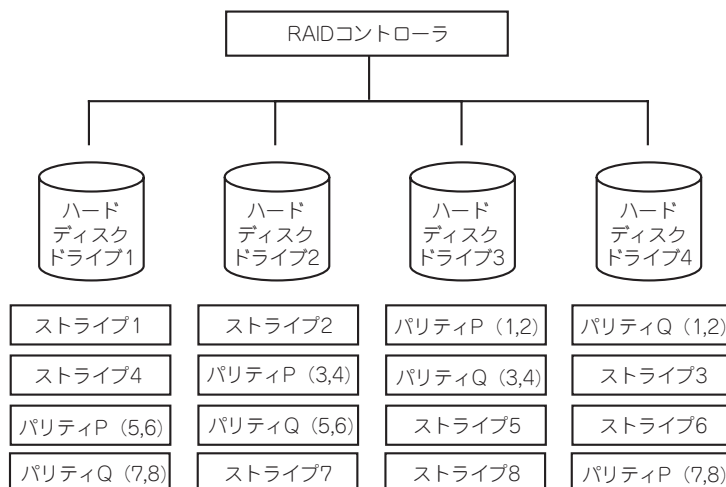 RAIDコントローラ
ハード
ディスク
ドライブ1
ハード
ディスク
ドライブ2
ハード
ディスク
ドライブ3
ハード
ディスク
ドライブ4
ストライプ1
ストライプ2
パリティP（1,2）
パリティQ（1,2）
ストライプ4
パリティP（3,4）
パリティQ（3,4）
ストライプ3
パリティP（5,6）
パリティQ（5,6）
ストライプ5
ストライプ6
パリティQ（7,8）
ストライプ7
ストライプ8
パリティP（7,8）